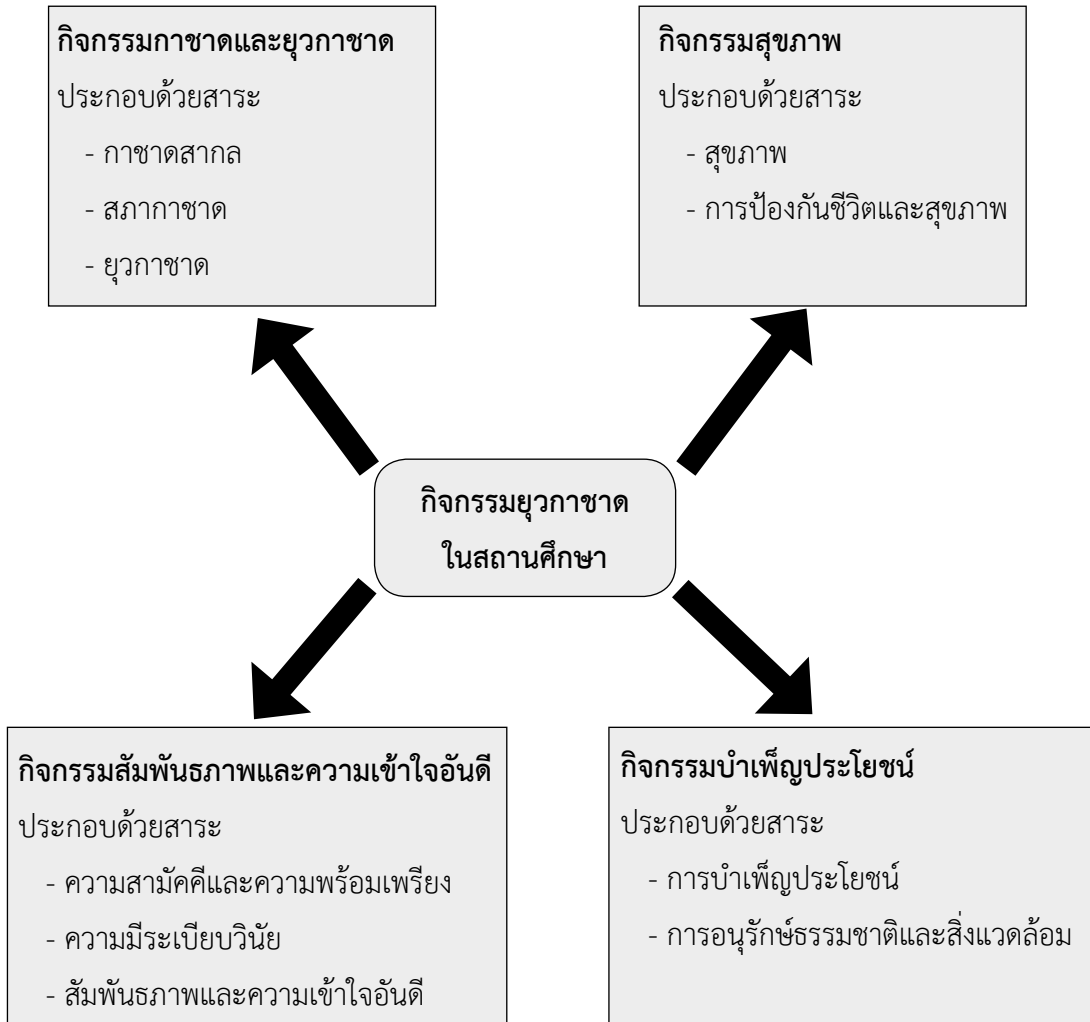 กิจกรรมกาชาดและยุวกาชาด
ประกอบด้วยสาระ
- กาชาดสากล
- สภากาชาด
- ยุวกาชาด
กิจกรรมสุขภาพ
ประกอบด้วยสาระ
- สุขภาพ
- การป้องกันชีวิตและสุขภาพ
กิจกรรมยุวกาชาด
ในสถานศึกษา
กิจกรรมสัมพันธภาพและความเข้าใจอันดี
ประกอบด้วยสาระ
- ความสามัคคีและความพร้อมเพรียง
- ความมีระเบียบวินัย
- สัมพันธภาพและความเข้าใจอันดี
กิจกรรมบำเพ็ญประโยชน์
ประกอบด้วยสาระ
- การบำเพ็ญประโยชน์
- การอนุรักษ์ธรรมชาติและสิ่งแวดล้อม